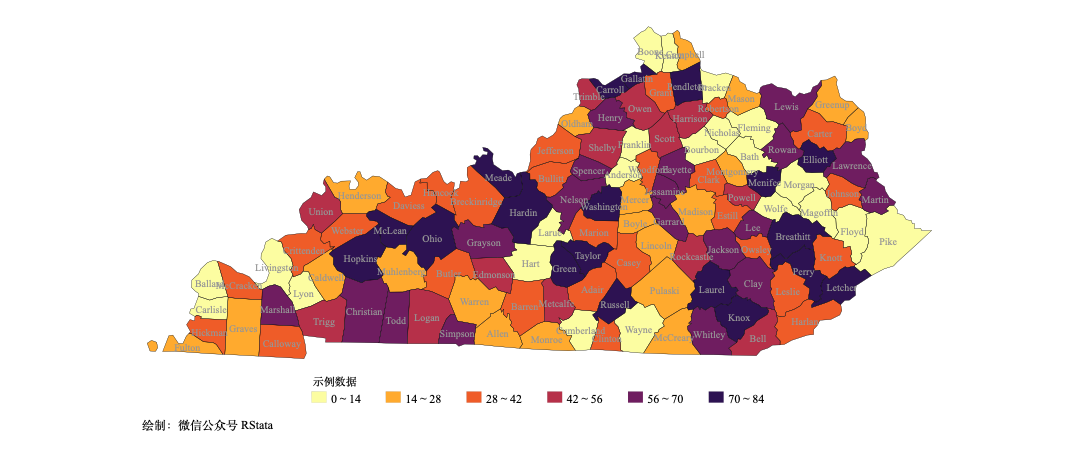 Boone
Kenton
Campbell
Gallatin
Carroll
Grant
Pendleton
Bracken
Trimble
Owen
Robertson
Mason
Lewis
Greenup
Henry
Harrison
Oldham
Fleming
Carter
Boyd
Nicholas
Scott
Franklin
Shelby
Jefferson
Bourbon
Rowan
Bath
Elliott
Lawrence
Spencer
Anderson
Woodford
Fayette
Montgomery
Clark
Bullitt
Meade
Menifee
Morgan
Johnson
Martin
Nelson
Washington
Mercer
Jessamine
Powell
Wolfe
Magoffin
Henderson
Daviess
Hancock
Breckinridge
Hardin
Union
Madison
Estill
Boyle
Garrard
Lee
Floyd
Pike
Webster
McLean
Ohio
Grayson
Larue
Marion
Lincoln
Breathitt
Crittenden
Hopkins
Hart
Green
Taylor
Casey
Rockcastle
Jackson
Owsley
Knott
Livingston
Caldwell
Muhlenberg
Butler
Edmonson
Perry
Ballard
McCracken
Lyon
Adair
Pulaski
Laurel
Clay
Leslie
Letcher
Carlisle
Marshall
Christian
Warren
Barren
Metcalfe
Russell
Trigg
Todd
Logan
Knox
Harlan
Hickman
Graves
Simpson
Allen
Cumberland
Wayne
Whitley
Bell
Fulton
Calloway
Monroe
Clinton
McCreary
示例数据
0 ~ 14 14 ~ 28 28 ~ 42 42 ~ 56 56 ~ 70 70 ~ 84
绘制：微信公众号 RStata